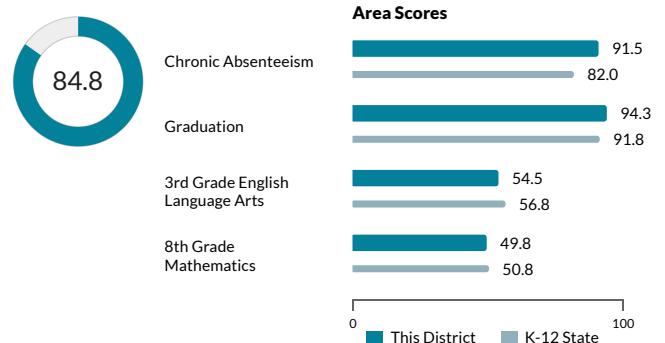 Area Scores
84.8
Chronic Absenteeism
91.5
82.0
Graduation
94.3
91.8
3rd Grade English
Language Arts
54.5
56.8
8th Grade
Mathematics
49.8
50.8
0
100
This District
K-12 State